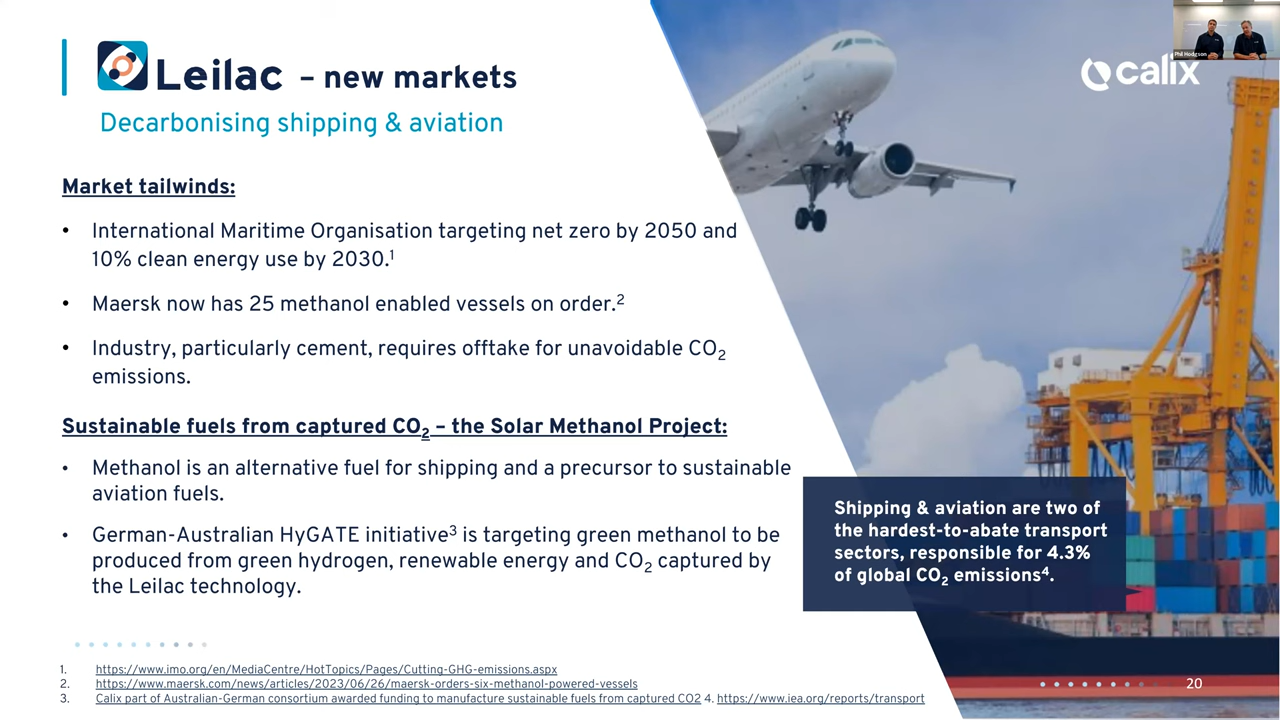 Leilac – new markets
Decarbonising shipping & aviation
Phil Hodgson
calix
Market tailwinds:
• International Maritime Organisation targeting net zero by 2050 and
10% clean energy use by 2030.¹
• Maersk now has 25 methanol enabled vessels on order.²
• Industry, particularly cement, requires offtake for unavoidable CO₂
emissions.
Sustainable fuels from captured CO₂ – the Solar Methanol Project:
• Methanol is an alternative fuel for shipping and a precursor to sustainable
aviation fuels.
• German-Australian HyGATE initiative³ is targeting green methanol to be
produced from green hydrogen, renewable energy and CO₂ captured by
the Leilac technology.
Shipping & aviation are two of
the hardest-to-abate transport
sectors, responsible for 4.3%
of global CO₂ emissions⁴.
1. https://www.imo.org/en/MediaCentre/HotTopics/Pages/Cutting-GHG-emissions.aspx
2. https://www.maersk.com/news/articles/2023/06/26/maersk-orders-six-methanol-powered-vessels
3. Calix part of Australian-German consortium awarded funding to manufacture sustainable fuels from captured CO2 4. https://www.iea.org/reports/transport
20